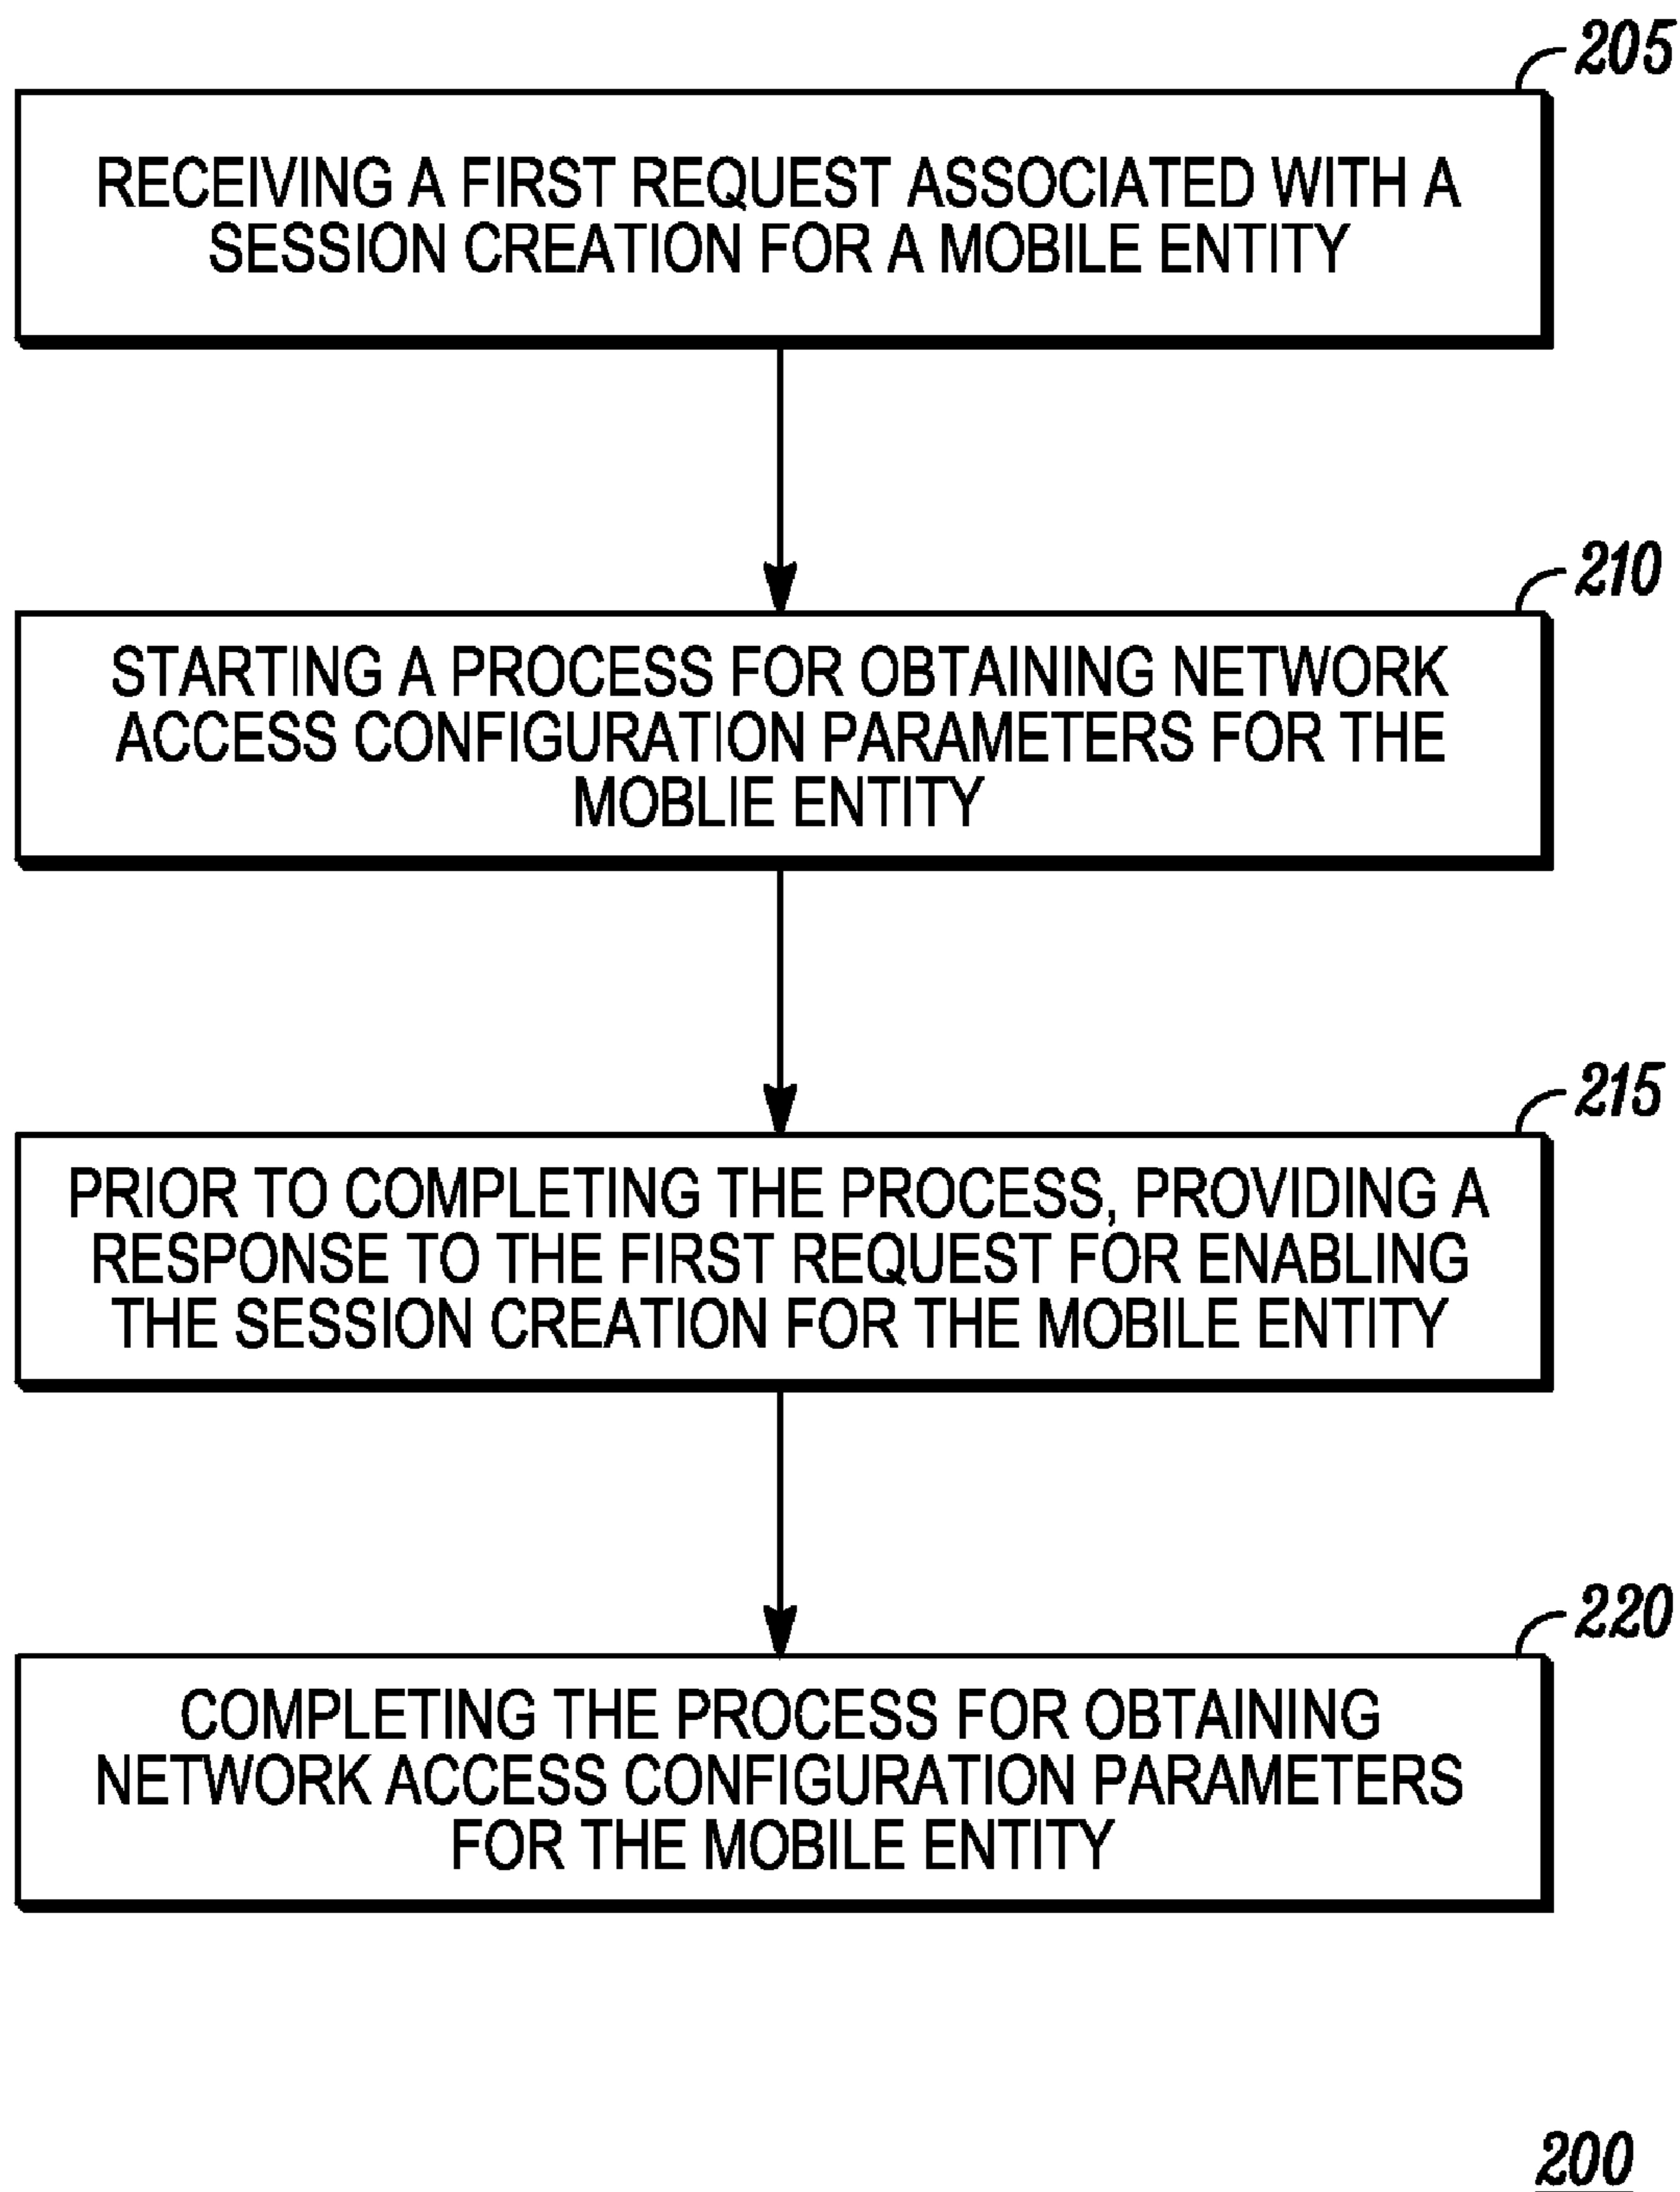 205
RECEIVING A FIRST REQUEST ASSOCIATED WITH A
SESSION CREATION FOR A MOBILE ENTITY
210
STARTING A PROCESS FOR OBTAINING NETWORK
ACCESS CONFIGURATION PARAMETERS FOR THE
MOBLIE ENTITY
215
PRIOR TO COMPLETING THE PROCESS, PROVIDING A
RESPONSE TO THE FIRST REQUEST FOR ENABLING
THE SESSION CREATION FOR THE MOBILE ENTITY
220
COMPLETING THE PROCESS FOR OBTAINING
NETWORK ACCESS CONFIGURATION PARAMETERS
FOR THE MOBILE ENTITY
200